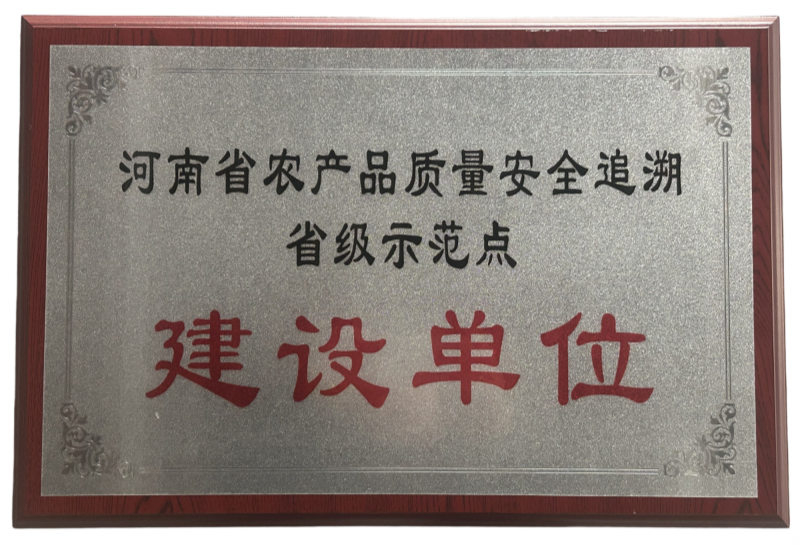 河南省农产品质量安全追溯
省级示范点
建设单位